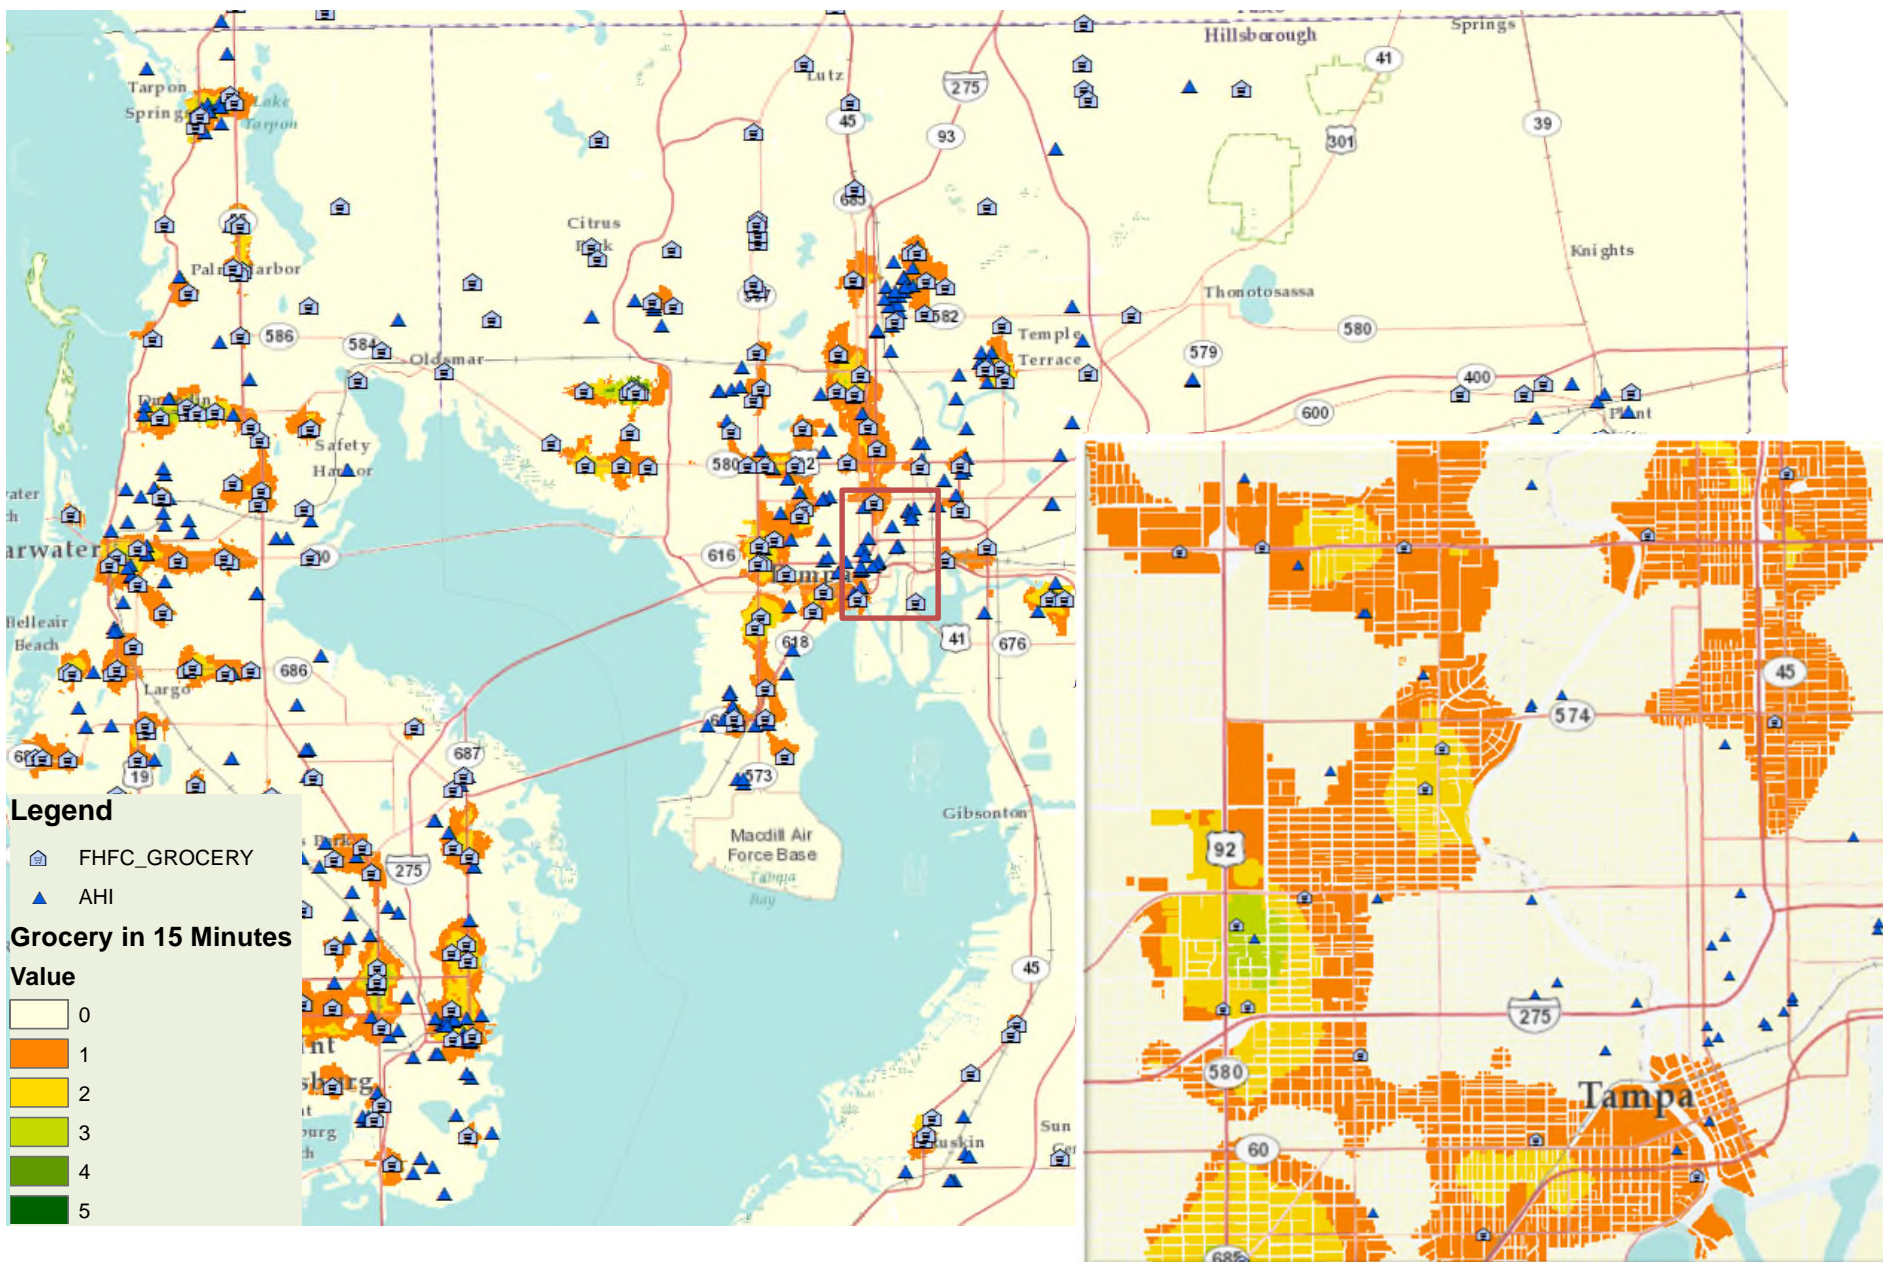 Hillsborough
Springs
41
Lutz
275
Tarpon
Springs
Lake
Tarpon
45
93
39
301
685
Citrus
Park
Knights
Palm Harbor
Thonotosassa
582
586
584
Temple
Terrace
580
Oldsmar
579
400
600
Plant
Dunedin
Safety
Harbor
580
616
Tampa
Belleair
Beach
618
41
676
686
Largo
687
19
573
Gibsonton
Macdill Air
Force Base
Tampa
Bay
275
45
Ruskin
Sun
Legend
FHFC_GROCERY
AHI
Grocery in 15 Minutes
Value
0
1
2
3
4
5
45
574
92
275
580
Tampa
60
685